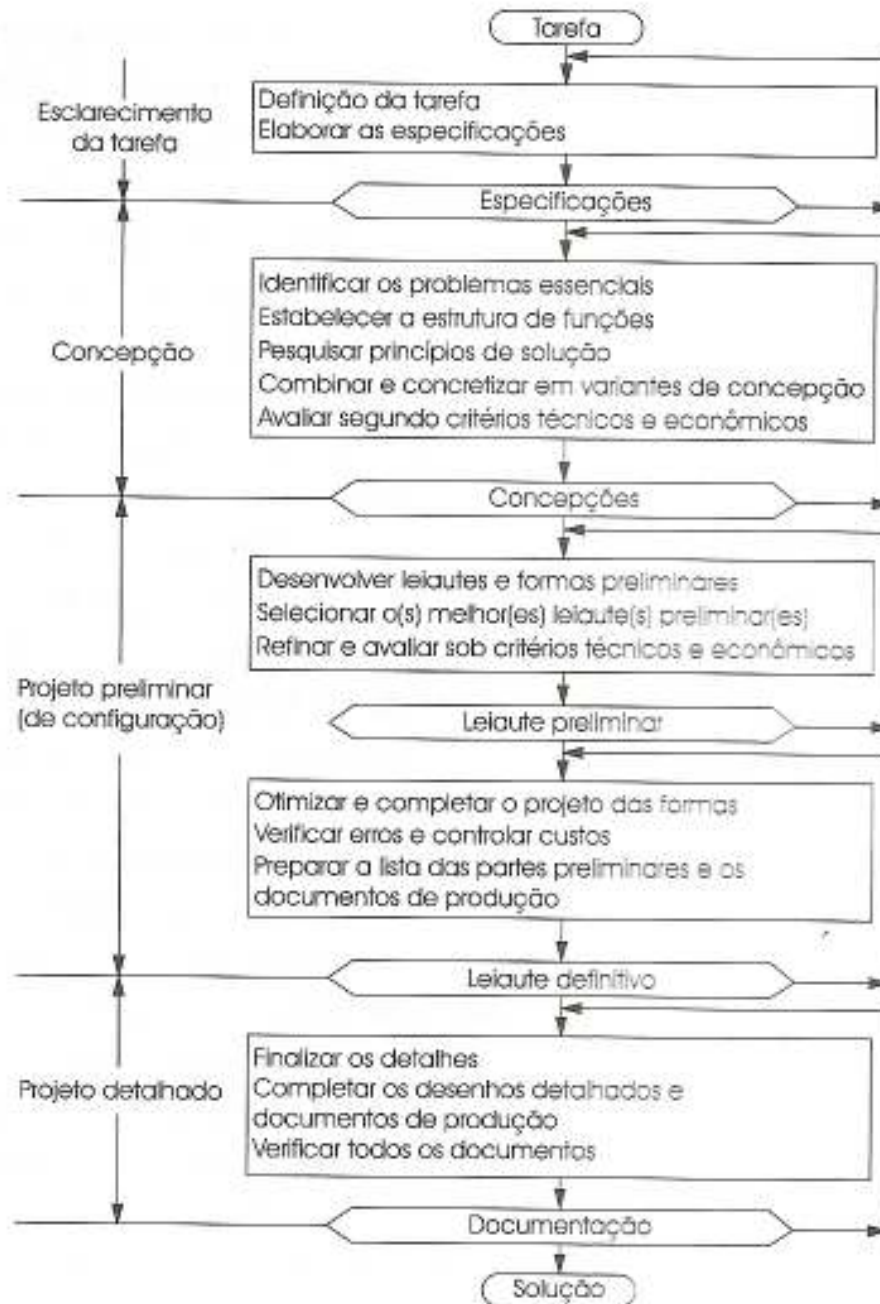 Tarefa
Esclarecimento
da tarefa
Definição da tarefa
Elaborar as especificações
Especificações
Concepção
Identificar os problemas essenciais
Estabelecer a estrutura de funções
Pesquisar princípios de solução
Combinar e concretizar em variantes de concepção
Avaliar segundo critérios técnicos e econômicos
Concepções
Projeto preliminar
(de configuração)
Desenvolver leiautes e formas preliminares
Selecionar o(s) melhor(es) leiaute(s) preliminar(es)
Refinar e avaliar sob critérios técnicos e econômicos
Leiaute preliminar
Otimizar e completar o projeto das formas
Verificar erros e controlar custos
Preparar a lista das partes preliminares e os
documentos de produção
Leiaute definitivo
Projeto detalhado
Finalizar os detalhes
Completar os desenhos detalhados e
documentos de produção
Verificar todos os documentos
Documentação
Solução